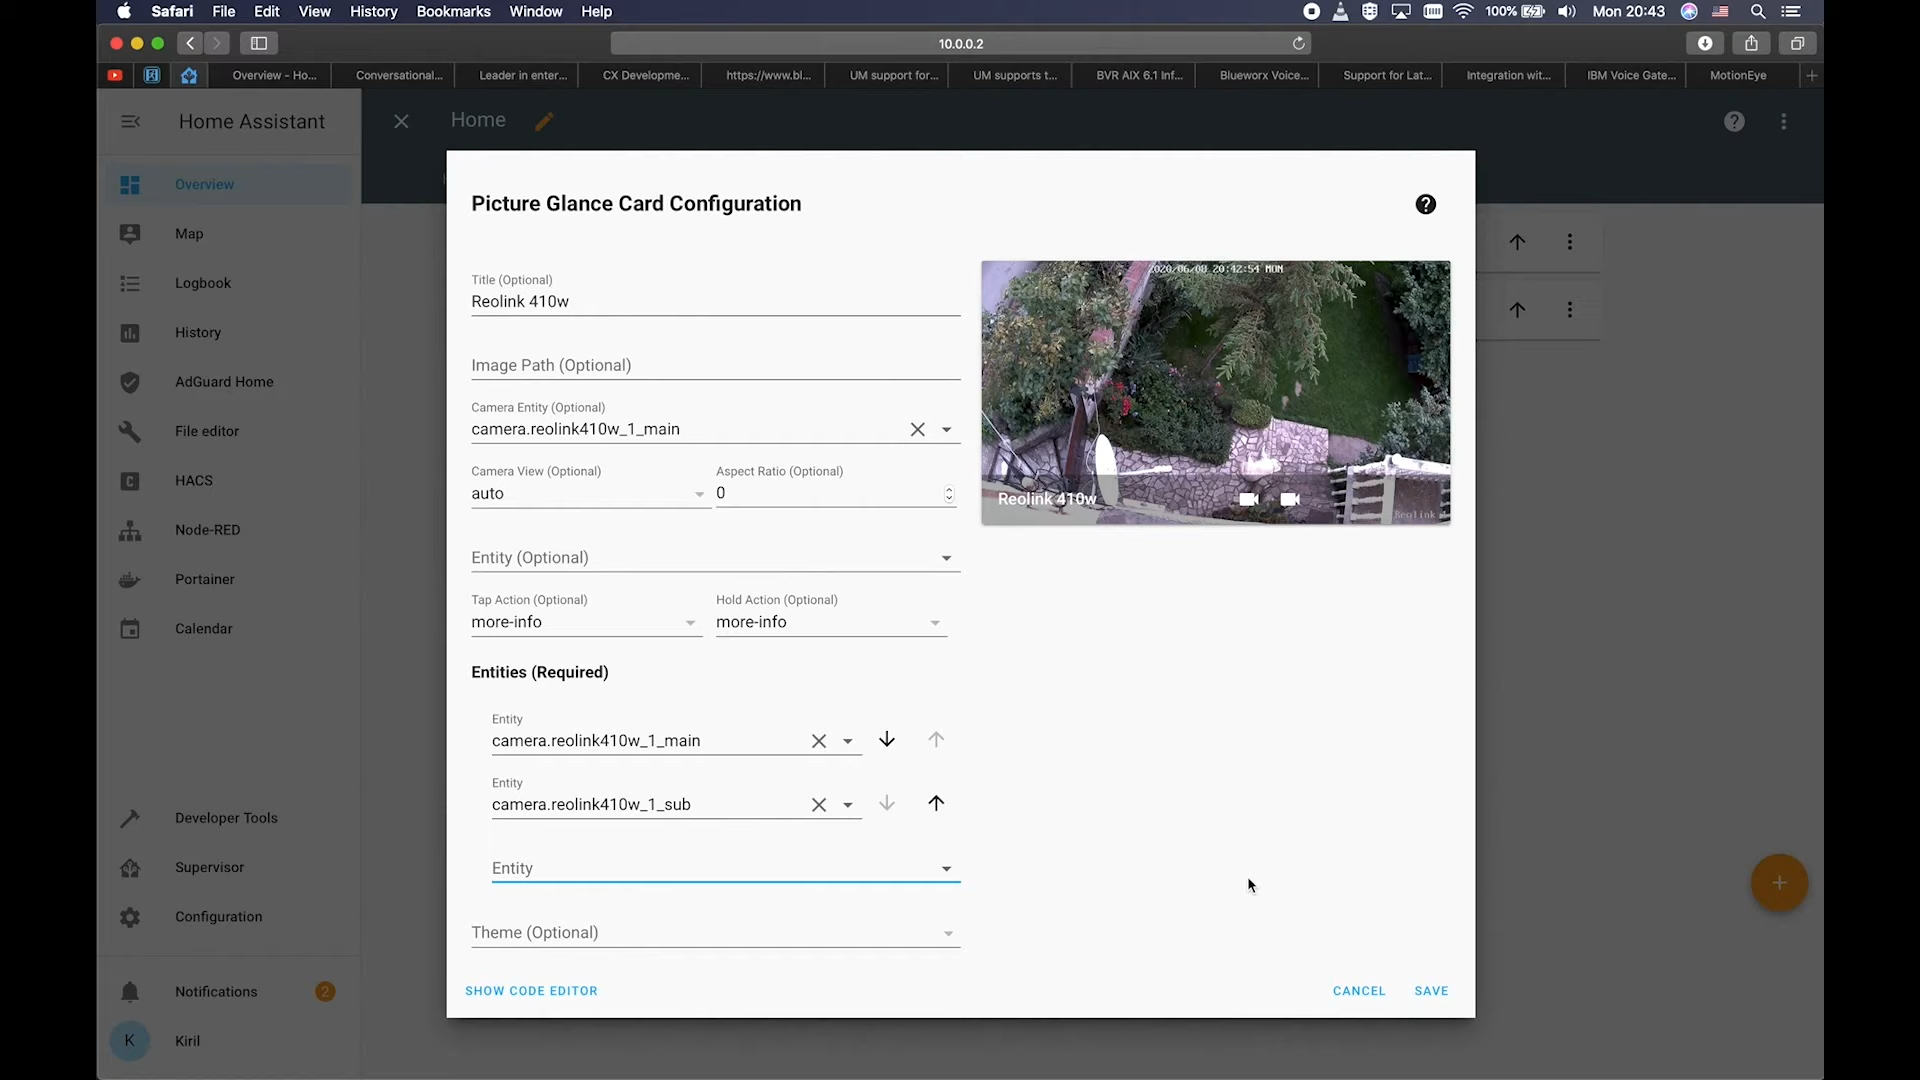 Safari File Edit View History Bookmarks Window Help
100% Mon 20:43
10.0.0.2
Overview - Ho... Conversational... Leader in enter... CX Developme... https://www.bl... UM support for... UM supports t... BVR AIX 6.1 Inf... Blueworx Voice... Support for Lat... Integration wit... IBM Voice Gate... MotionEye
Home Assistant
Home
Overview
Map
Logbook
History
AdGuard Home
File editor
HACS
Node-RED
Portainer
Calendar
Developer Tools
Supervisor
Configuration
Notifications 2
K Kiril
Picture Glance Card Configuration
Title (Optional)
Reolink 410w
Image Path (Optional)
Camera Entity (Optional)
camera.reolink410w_1_main
Camera View (Optional) Aspect Ratio (Optional)
auto 0
Entity (Optional)
Tap Action (Optional) Hold Action (Optional)
more-info more-info
Entities (Required)
Entity
camera.reolink410w_1_main
Entity
camera.reolink410w_1_sub
Entity
Theme (Optional)
SHOW CODE EDITOR
CANCEL SAVE
2020/06/08 20:42:54 MON
Reolink 410w
Reolink